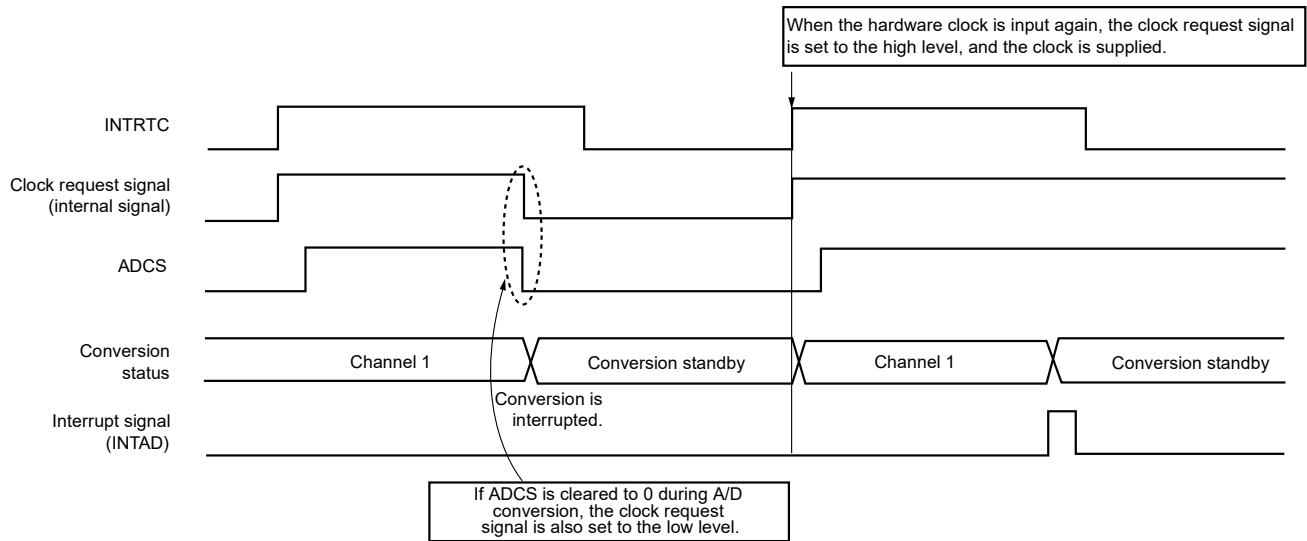 When the hardware clock is input again, the clock request signal
is set to the high level, and the clock is supplied.
INTRTC
Clock request signal
(internal signal)
ADCS
Conversion
status
Channel 1
Conversion standby
Channel 1
Conversion standby
Conversion is
interrupted.
Interrupt signal
(INTAD)
If ADCS is cleared to 0 during A/D
conversion, the clock request
signal is also set to the low level.